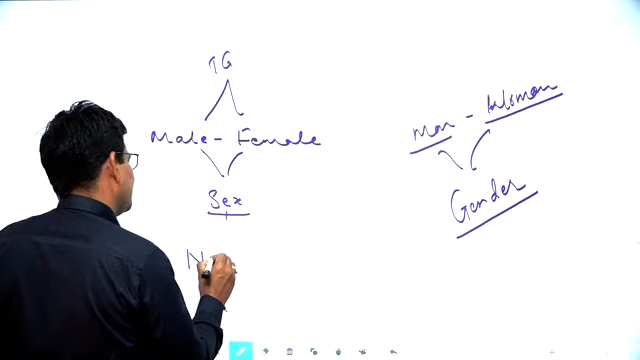 TG
Male - Female
Sex
N
Man - Woman
Gender